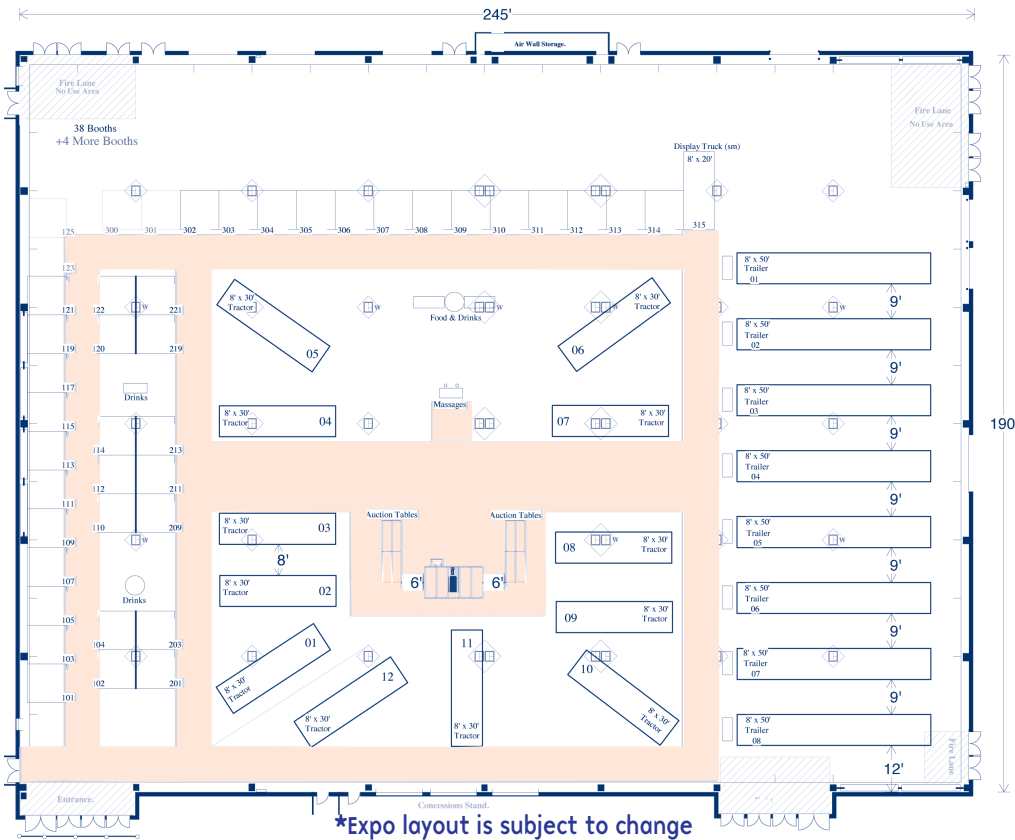 245'
Air Wall Storage.
Fire Lane
No Use Area
Fire Lane
No Use Area
38 Booths
+4 More Booths
Display Truck (sm)
8' x 20'
125
300
301
302
303
304
305
306
307
308
309
310
311
312
313
314
315
123
121
122
221
119
120
219
117
Drinks
115
114
213
113
112
211
111
110
209
109
107
Drinks
105
104
203
103
102
201
101
W
W
W
W
W
W
W
8' x 30'
Tractor
05
Food & Drinks
8' x 30'
Tractor
06
8' x 30'
Tractor
04
Massages
07
8' x 30'
Tractor
8' x 30'
Tractor
03
8'
8' x 30'
Tractor
02
Auction Tables
Auction Tables
6'
6'
08
8' x 30'
Tractor
09
8' x 30'
Tractor
01
8' x 30'
Tractor
12
8' x 30'
Tractor
11
8' x 30'
Tractor
10
8' x 30'
Tractor
8' x 50'
Trailer
01
9'
8' x 50'
Trailer
02
9'
8' x 50'
Trailer
03
9'
8' x 50'
Trailer
04
9'
8' x 50'
Trailer
05
9'
8' x 50'
Trailer
06
9'
8' x 50'
Trailer
07
9'
8' x 50'
Trailer
08
12'
190
Fire Lane
Entrance.
Concessions Stand.
*Expo layout is subject to change